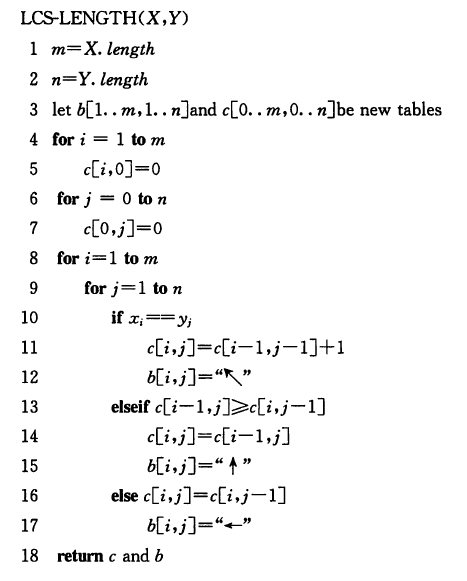 LCS-LENGTH(X,Y)
1 m=X. length
2 n=Y. length
3 let b[1. . m,1. . n]and c[0. . m,0. . n]be new tables
4 for i = 1 to m
5 c[i,0]=0
6 for j = 0 to n
7 c[0,j]=0
8 for i=1 to m
9 for j=1 to n
10 if xᵢ==yⱼ
11 c[i,j]=c[i−1,j−1]+1
12 b[i,j]=“↖”
13 elseif c[i−1,j]⩾c[i,j−1]
14 c[i,j]=c[i−1,j]
15 b[i,j]=“↑”
16 else c[i,j]=c[i,j−1]
17 b[i,j]=“←”
18 return c and b